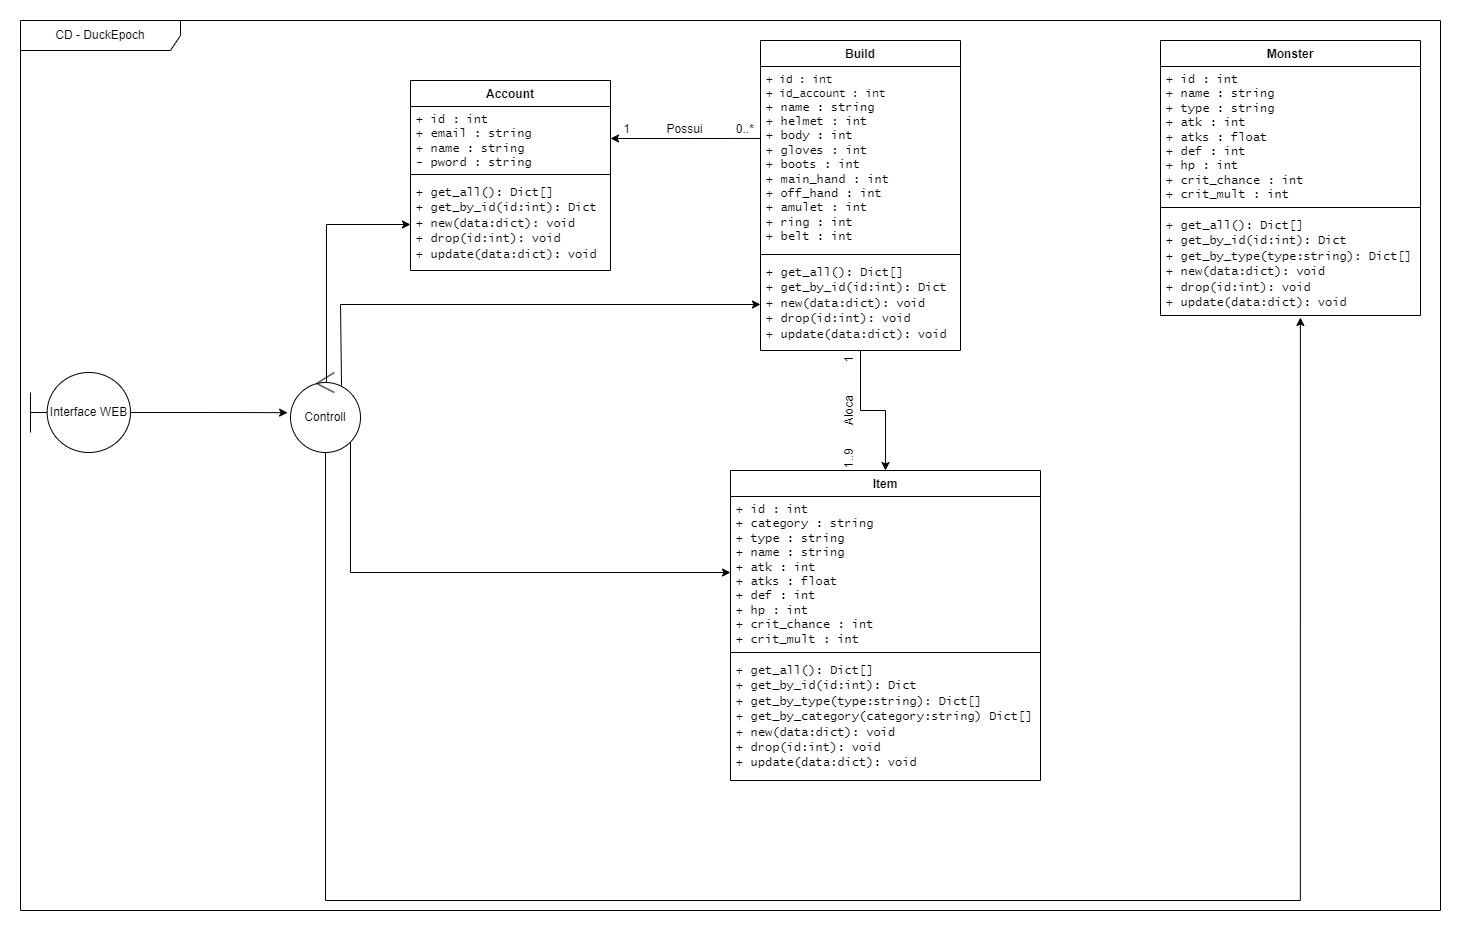 CD - DuckEpoch
Account
+ id : int
+ email : string
+ name : string
- pword : string
+ get_all(): Dict[]
+ get_by_id(id:int): Dict
+ new(data:dict): void
+ drop(id:int): void
+ update(data:dict): void
1
Possui
0..*
Build
+ id : int
+ id_account : int
+ name : string
+ helmet : int
+ body : int
+ gloves : int
+ boots : int
+ main_hand : int
+ off_hand : int
+ amulet : int
+ ring : int
+ belt : int
+ get_all(): Dict[]
+ get_by_id(id:int): Dict
+ new(data:dict): void
+ drop(id:int): void
+ update(data:dict): void
Monster
+ id : int
+ name : string
+ type : string
+ atk : int
+ atks : float
+ def : int
+ hp : int
+ crit_chance : int
+ crit_mult : int
+ get_all(): Dict[]
+ get_by_id(id:int): Dict
+ get_by_type(type:string): Dict[]
+ new(data:dict): void
+ drop(id:int): void
+ update(data:dict): void
Interface WEB
Controll
1
Aloca
1..9
Item
+ id : int
+ category : string
+ type : string
+ name : string
+ atk : int
+ atks : float
+ def : int
+ hp : int
+ crit_chance : int
+ crit_mult : int
+ get_all(): Dict[]
+ get_by_id(id:int): Dict
+ get_by_type(type:string): Dict[]
+ get_by_category(category:string) Dict[]
+ new(data:dict): void
+ drop(id:int): void
+ update(data:dict): void